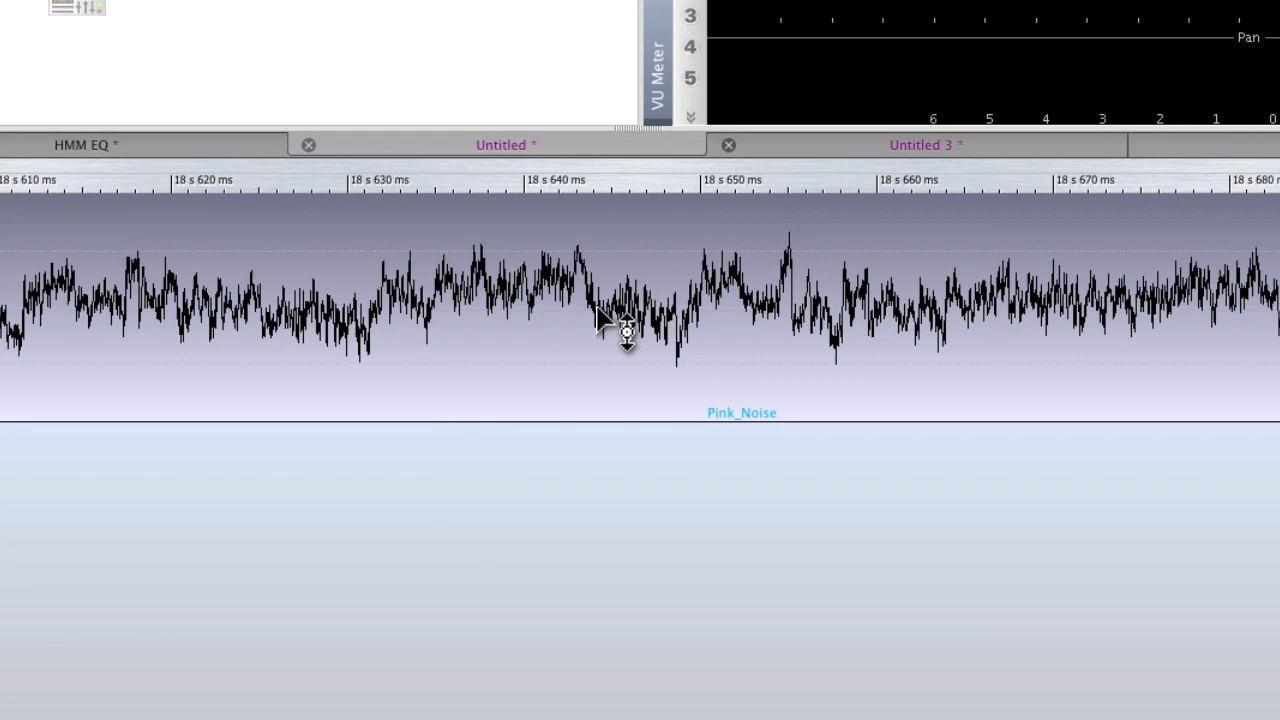 3
VU Meter
4
Pan
5
6 5 4 3 2 1 0
HMM EQ * Untitled * Untitled 3 *
18 s 610 ms 18 s 620 ms 18 s 630 ms 18 s 640 ms 18 s 650 ms 18 s 660 ms 18 s 670 ms 18 s 680 m
Pink_Noise